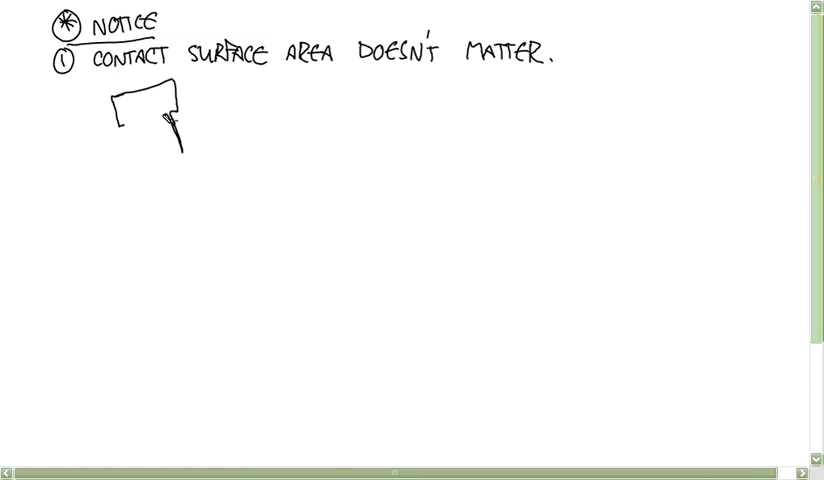 * NOTICE
① CONTACT SURFACE AREA DOESN'T MATTER.